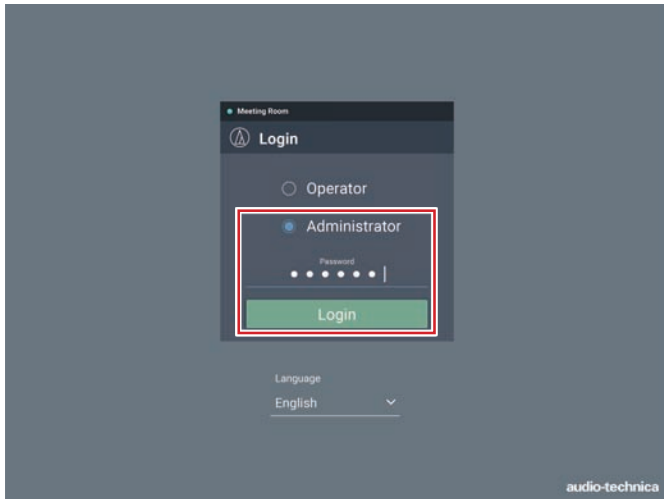 Meeting Room
Login
Operator
Administrator
Password
Login
Language
English
audio-technica